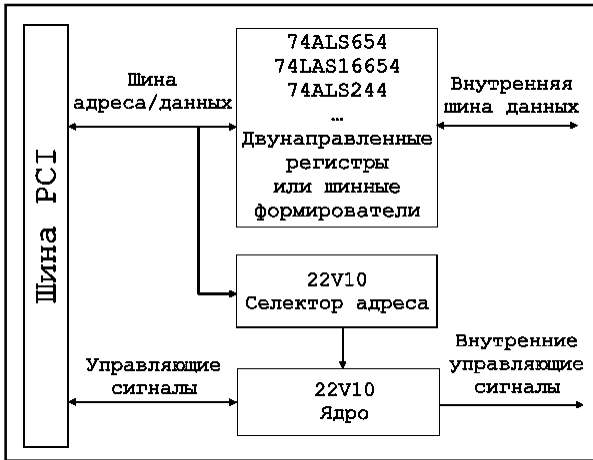 Шина PCI
Шина
адреса/данных
74ALS654
74LAS16654
74ALS244
…
Двунаправленные
регистры
или шинные
формирователи
Внутренняя
шина данных
22V10
Селектор адреса
Управляющие
сигналы
22V10
Ядро
Внутренние
управляющие
сигналы